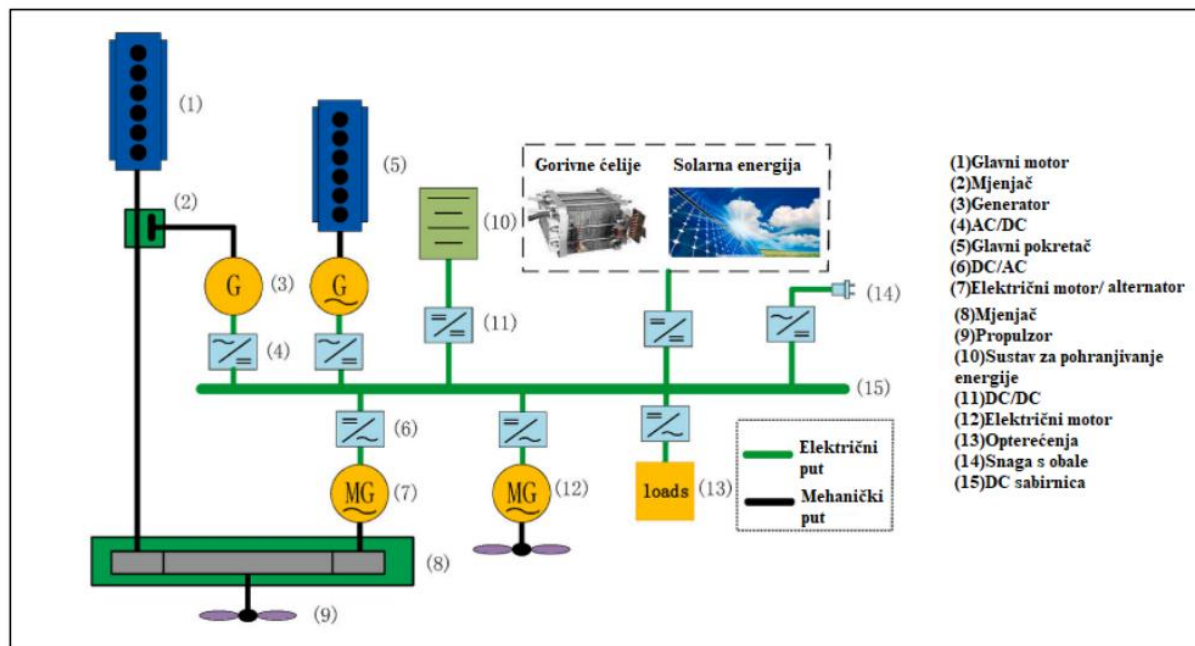 (1)
(2)
G
(3)
(4)
(5)
G
(10)
(11)
Gorivne ćelije
Solarna energija
(14)
(15)
(6)
MG
(7)
MG
(12)
loads
(13)
Električni
put
Mehanički
put
(8)
(9)
(1)Glavni motor
(2)Mjenjač
(3)Generator
(4)AC/DC
(5)Glavni pokretač
(6)DC/AC
(7)Električni motor/ alternator
(8)Mjenjač
(9)Propulzor
(10)Sustav za pohranjivanje
energije
(11)DC/DC
(12)Električni motor
(13)Opterećenja
(14)Snaga s obale
(15)DC sabirnica